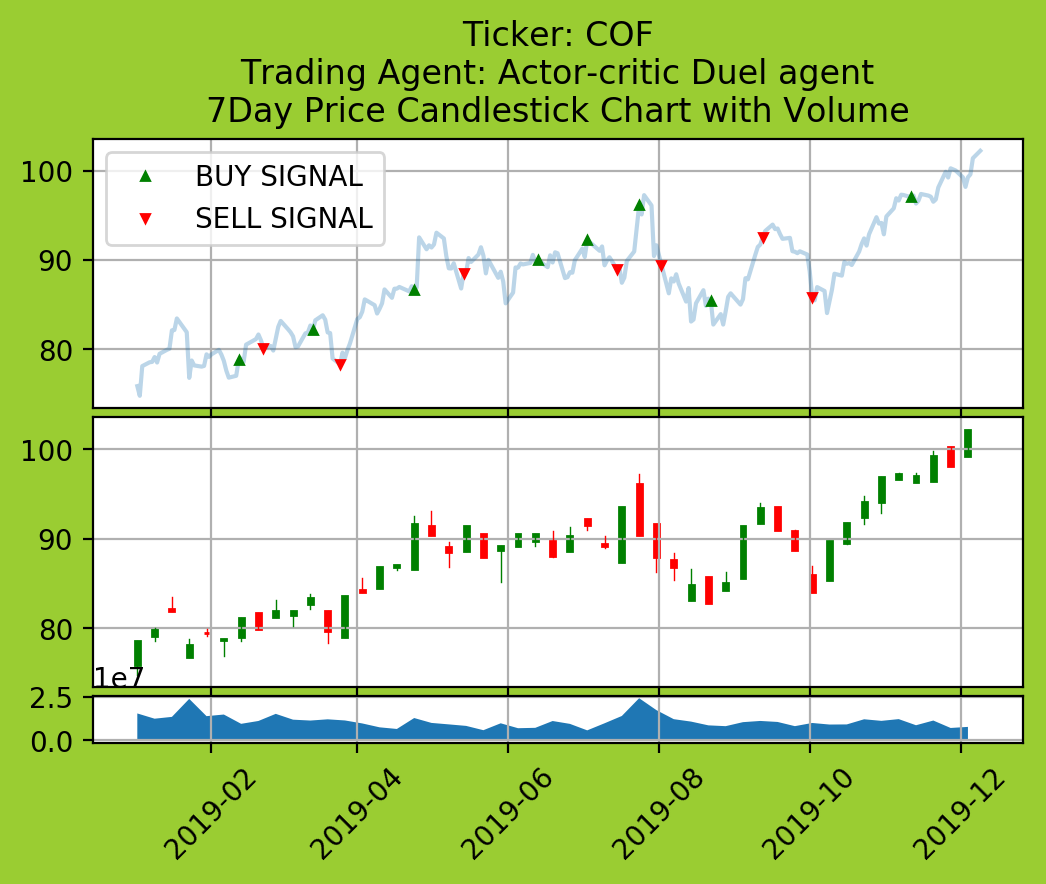 Ticker: COF
Trading Agent: Actor-critic Duel agent
7Day Price Candlestick Chart with Volume
BUY SIGNAL
SELL SIGNAL
100
90
80
100
90
80
1e7
2.5
0.0
2019-02
2019-04
2019-06
2019-08
2019-10
2019-12